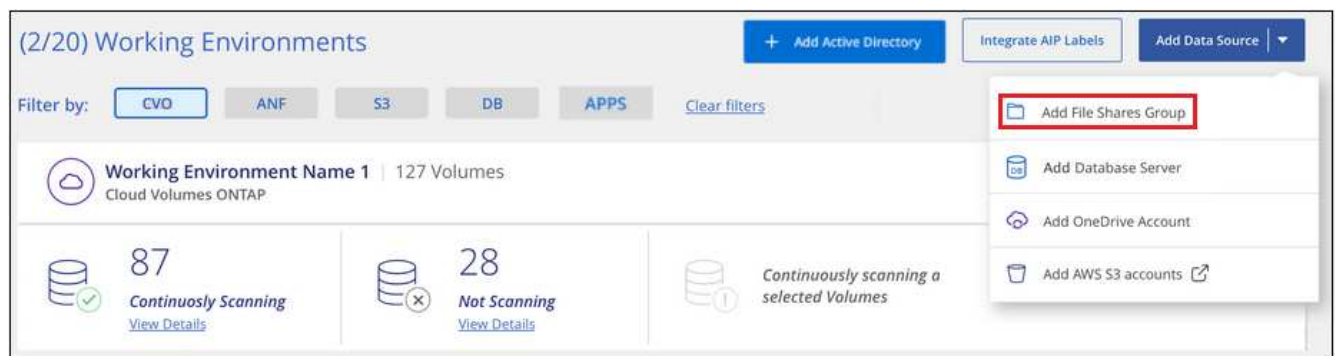 (2/20) Working Environments
+ Add Active Directory
Integrate AIP Labels
Add Data Source
Filter by:
CVO
ANF
S3
DB
APPS
Clear filters
Add File Shares Group
DB
Add Database Server
Add OneDrive Account
Add AWS S3 accounts
Working Environment Name 1 | 127 Volumes
Cloud Volumes ONTAP
87
Continuosly Scanning
View Details
28
Not Scanning
View Details
Continuously scanning a
selected Volumes